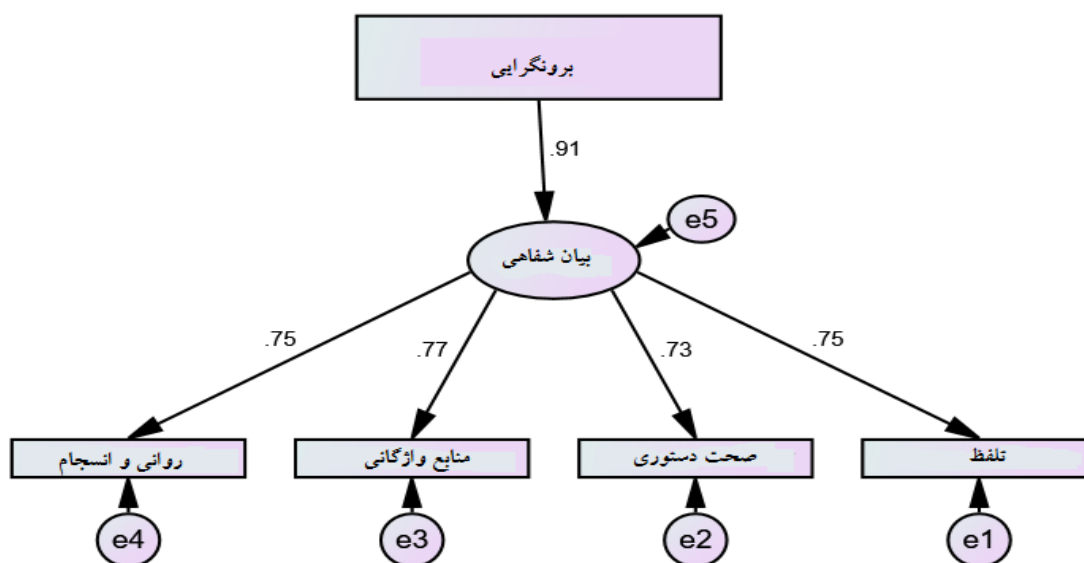 برونگرایی
.91
e5
بیان شفاهی
.75
.77
.73
.75
روانی و انسجام
منابع واژگانی
صحت دستوری
تلفظ
e4
e3
e2
e1